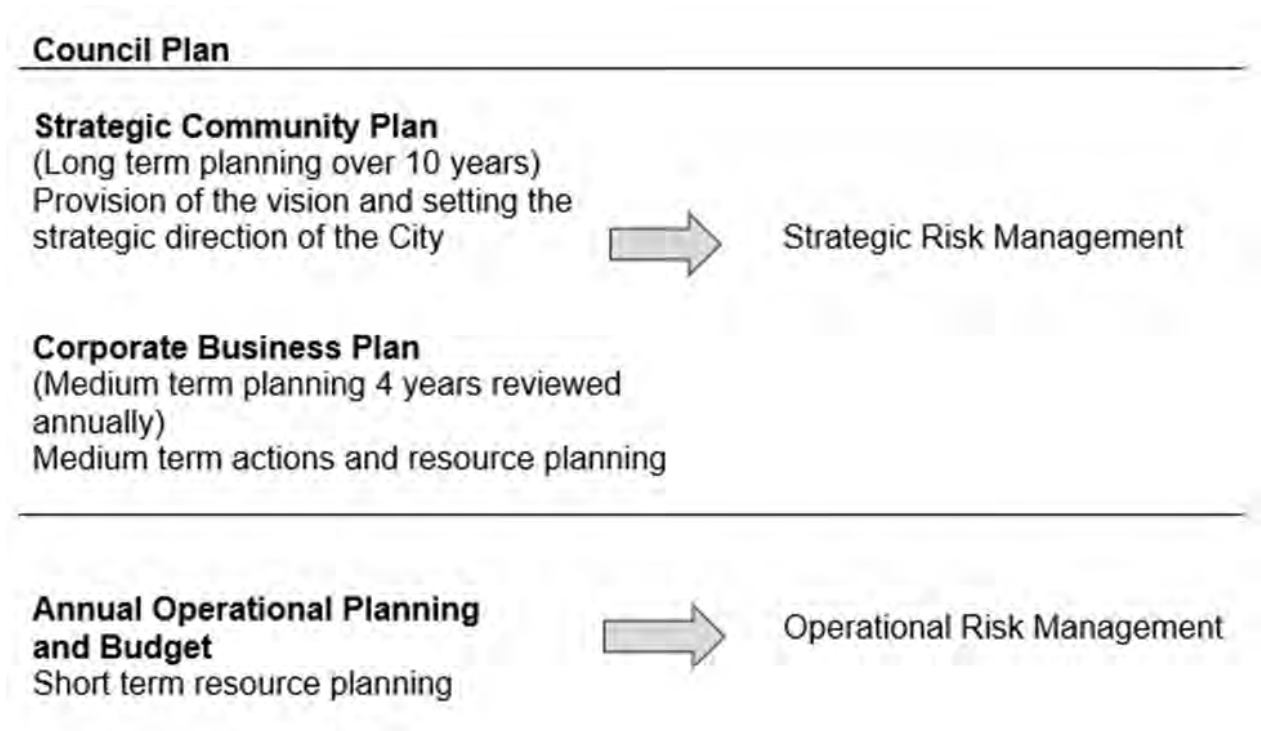 Council Plan
Strategic Community Plan
(Long term planning over 10 years)
Provision of the vision and setting the
strategic direction of the City
Strategic Risk Management
Corporate Business Plan
(Medium term planning 4 years reviewed
annually)
Medium term actions and resource planning
Annual Operational Planning
and Budget
Short term resource planning
Operational Risk Management